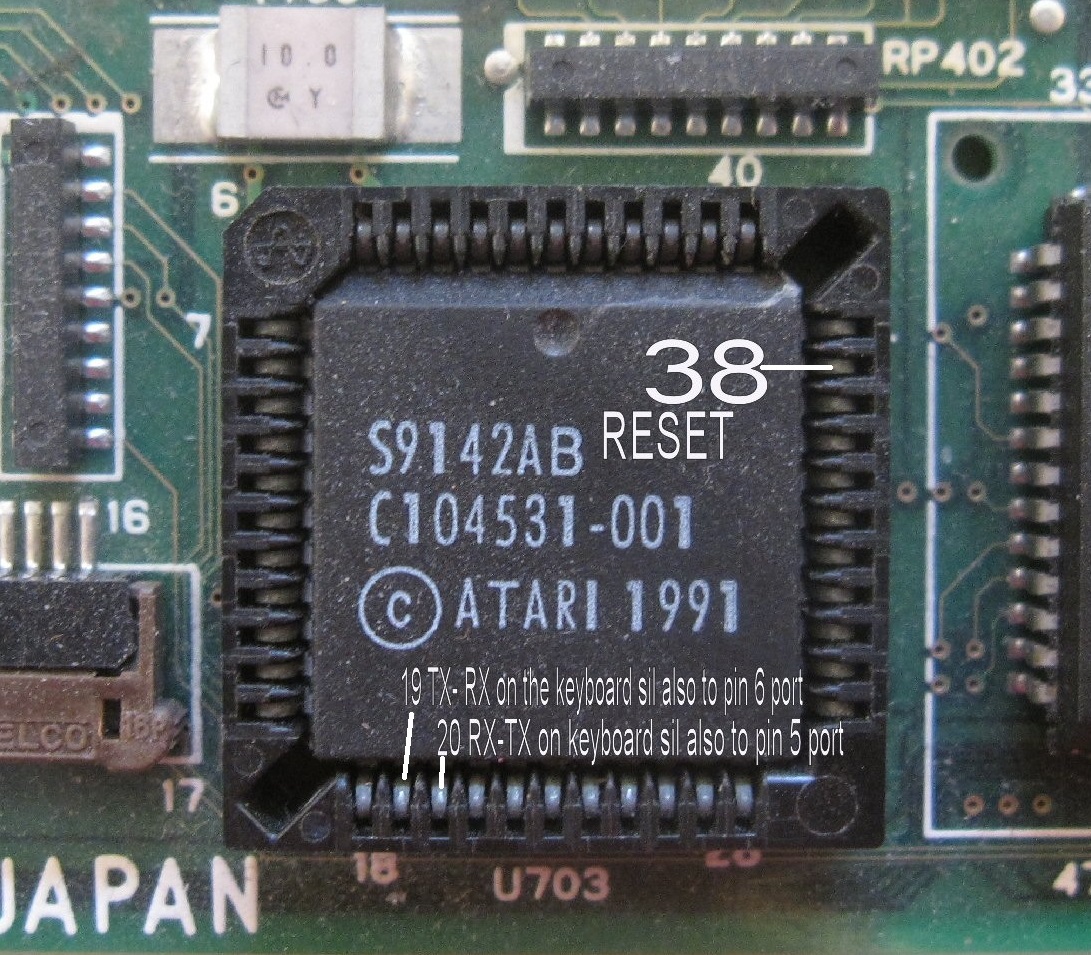 10.0
Y
RP402
33
40
6
7
38
RESET
S9142AB
C104531-001
© ATARI 1991
16
19 TX- RX on the keyboard sil also to pin 6 port
20 RX-TX on keyboard sil also to pin 5 port
ELCO
17
18
28
U703
47
JAPAN